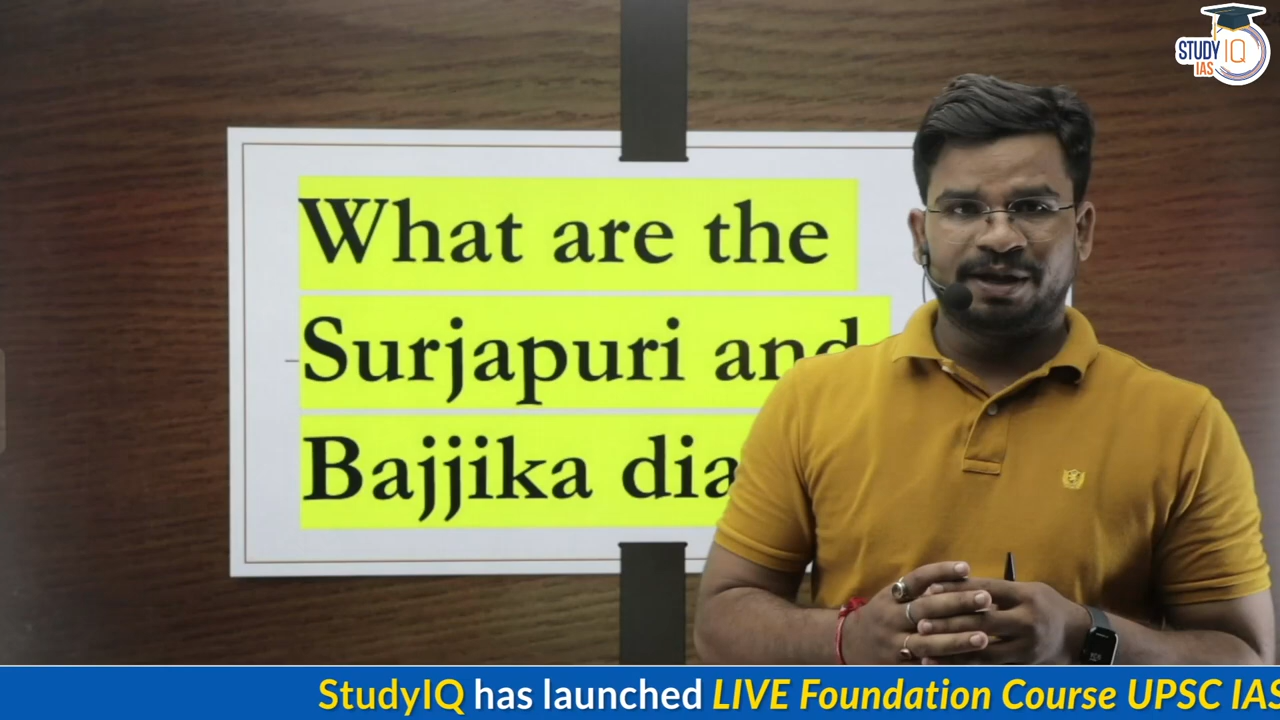 STUDY IQ
IAS
What are the
Surjapuri and
Bajjika
StudyIQ has launched LIVE Foundation Course UPSC IAS